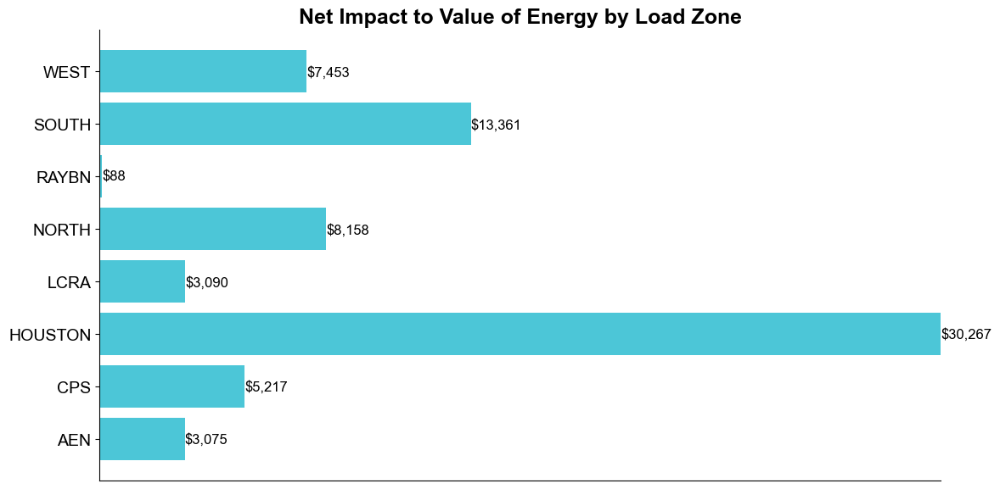 Net Impact to Value of Energy by Load Zone
WEST $7,453
SOUTH $13,361
RAYBN $88
NORTH $8,158
LCRA $3,090
HOUSTON $30,267
CPS $5,217
AEN $3,075